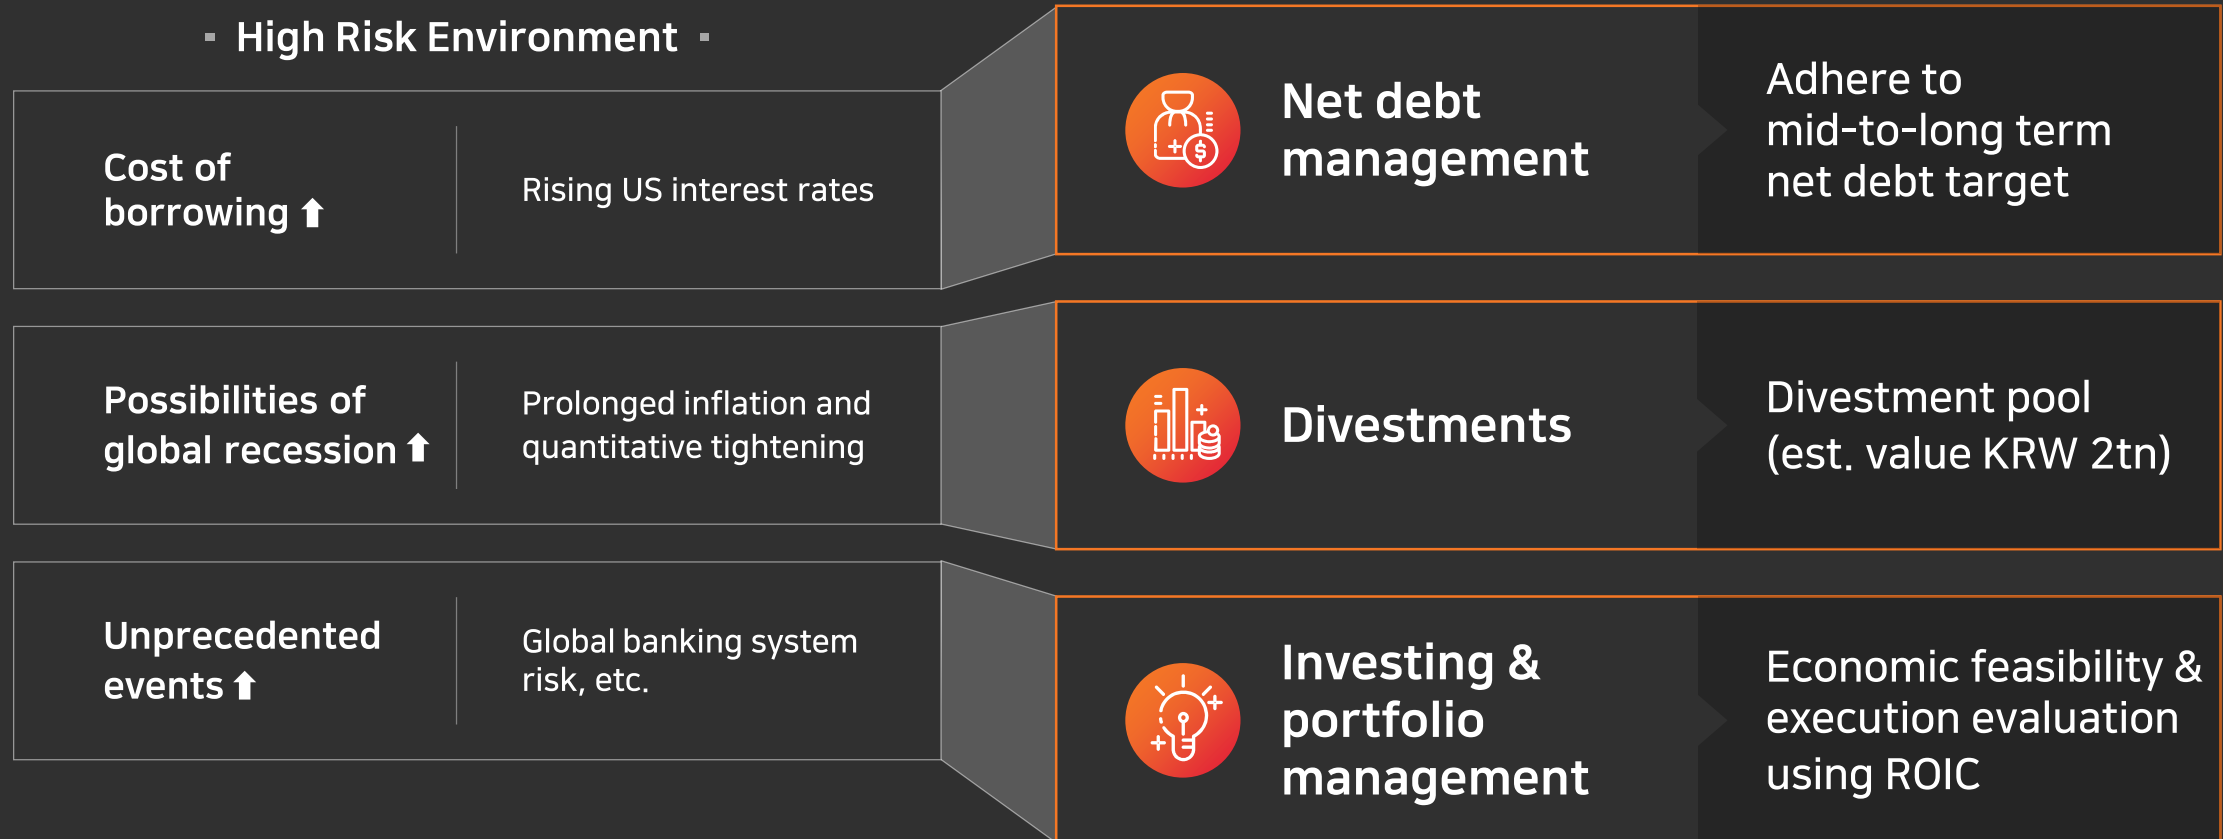 High Risk Environment
Cost of
borrowing ⬆
Rising US interest rates
Net debt
management
Adhere to
mid-to-long term
net debt target
Possibilities of
global recession ⬆
Prolonged inflation and
quantitative tightening
Divestments
Divestment pool
(est. value KRW 2tn)
Unprecedented
events ⬆
Global banking system
risk, etc.
Investing &
portfolio
management
Economic feasibility &
execution evaluation
using ROIC